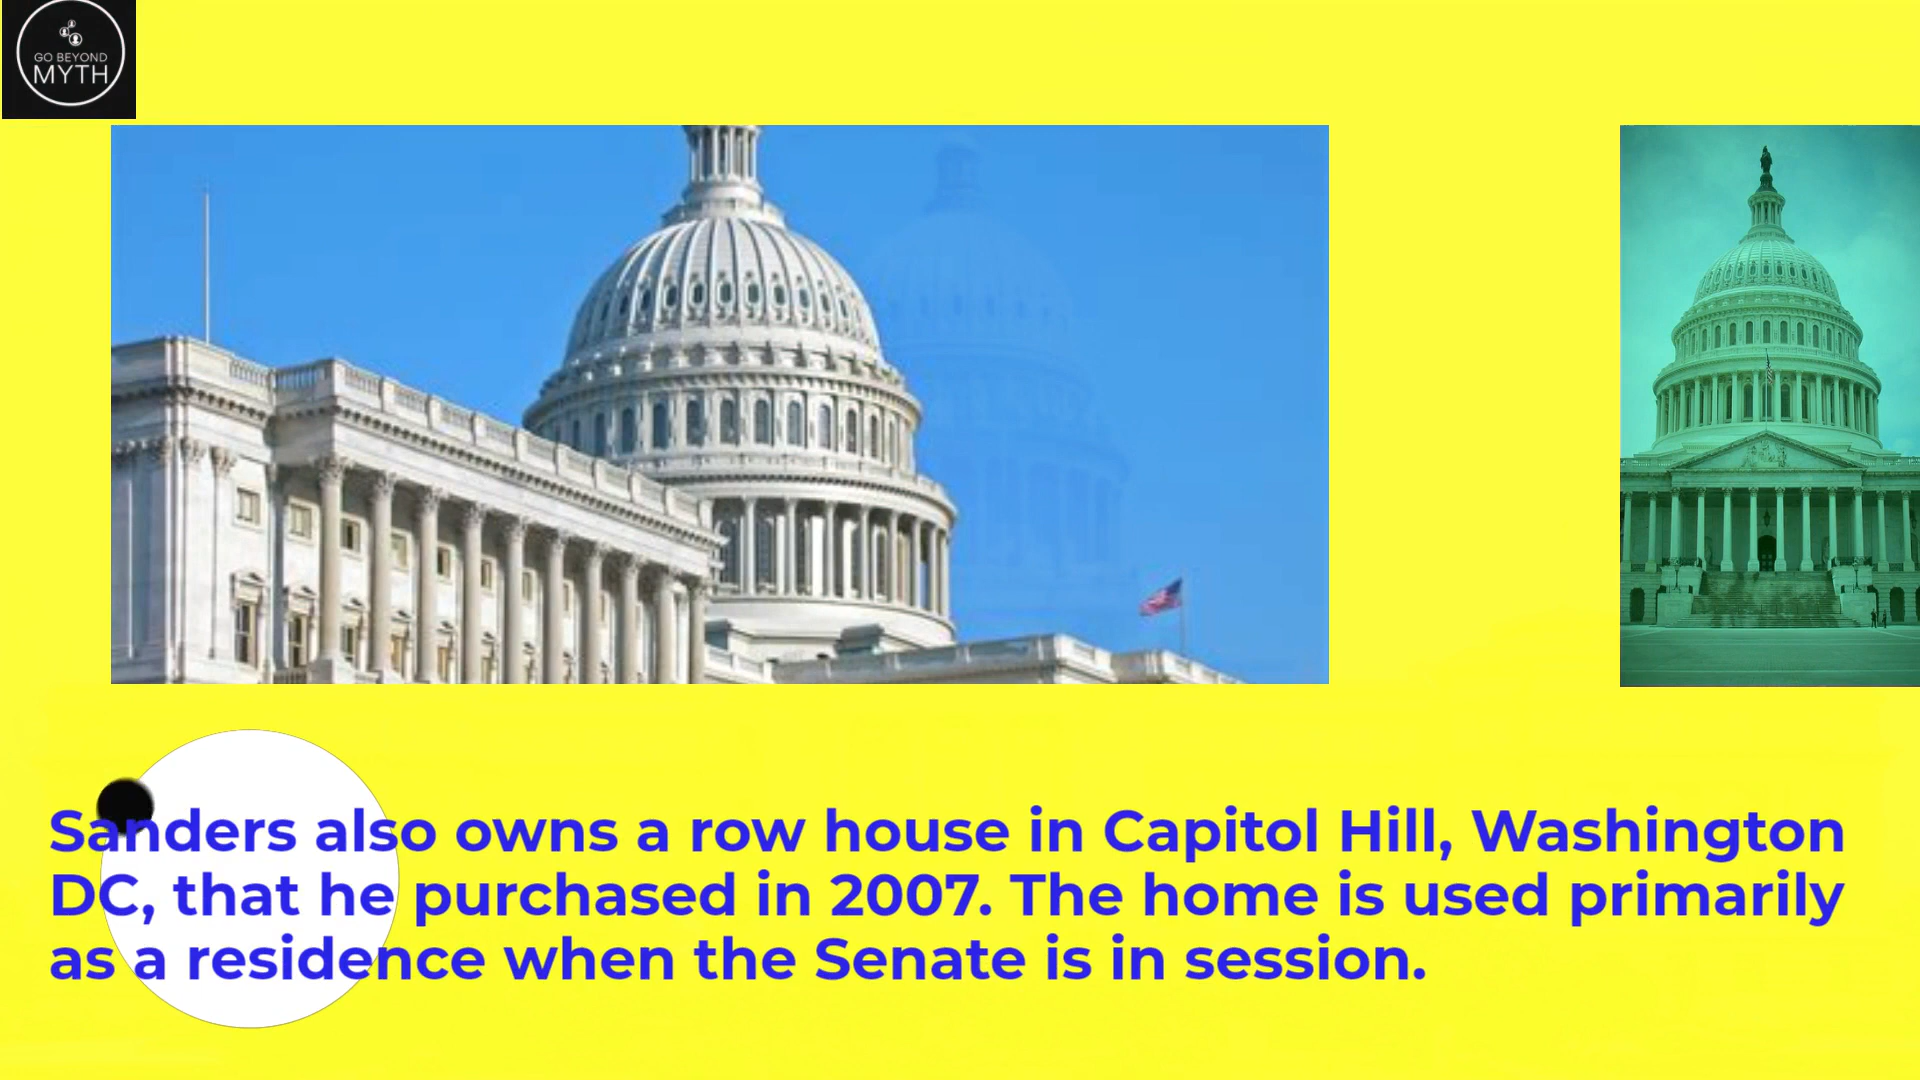 GO BEYOND
MYTH
Sanders also owns a row house in Capitol Hill, Washington
DC, that he purchased in 2007. The home is used primarily
as a residence when the Senate is in session.